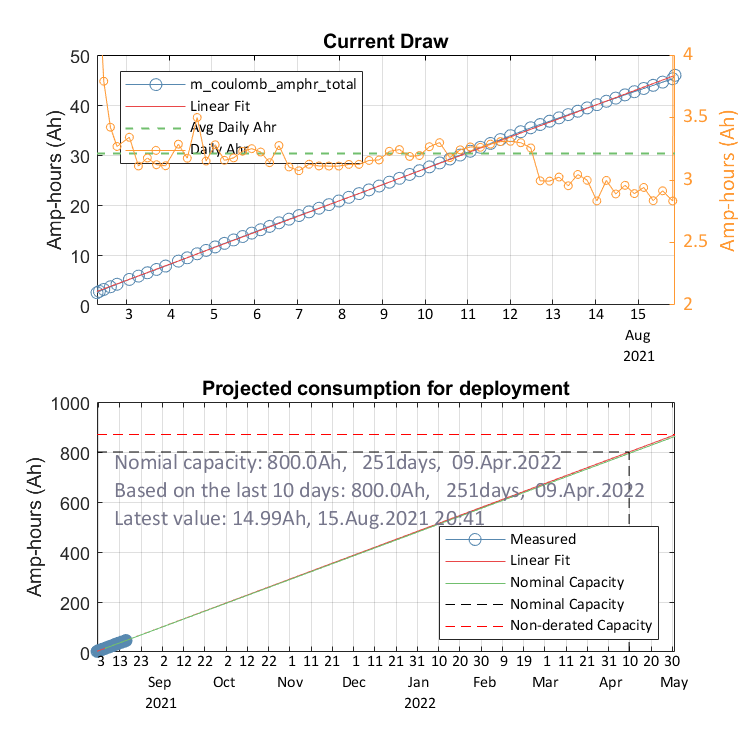 Current Draw
50
40
30
20
10
0
Amp-hours (Ah)
m_coulomb_amphr_total
Linear Fit
Avg Daily Ahr
Daily Ahr
4
3.5
3
2.5
2
Amp-hours (Ah)
3 4 5 6 7 8 9 10 11 12 13 14 15
Aug
2021
Projected consumption for deployment
1000
800
600
400
200
0
Amp-hours (Ah)
Nomial capacity: 800.0Ah, 251days, 09.Apr.2022
Based on the last 10 days: 800.0Ah, 251days, 09.Apr.2022
Latest value: 14.99Ah, 15.Aug.2021 20:41
Measured
Linear Fit
Nominal Capacity
Nominal Capacity
Non-derated Capacity
3 13 23 2 12 22 2 12 22 1 11 21 1 11 21 31 10 20 30 9 19 1 11 21 31 10 20 30
Sep Oct Nov Dec Jan Feb Mar Apr May
2021 2022